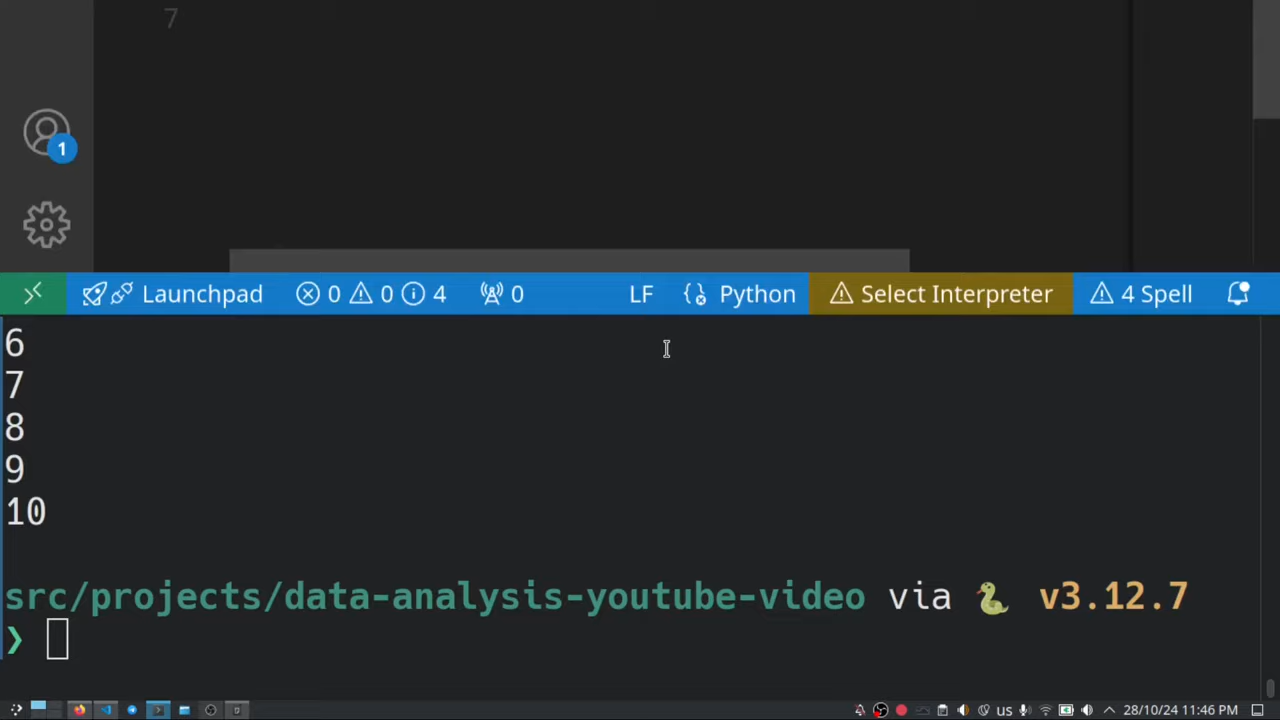 7
1
Launchpad 0 0 4 0 LF Python Select Interpreter 4 Spell
6
7
8
9
10
src/projects/data-analysis-youtube-video via v3.12.7
❯
us 28/10/24 11:46 PM